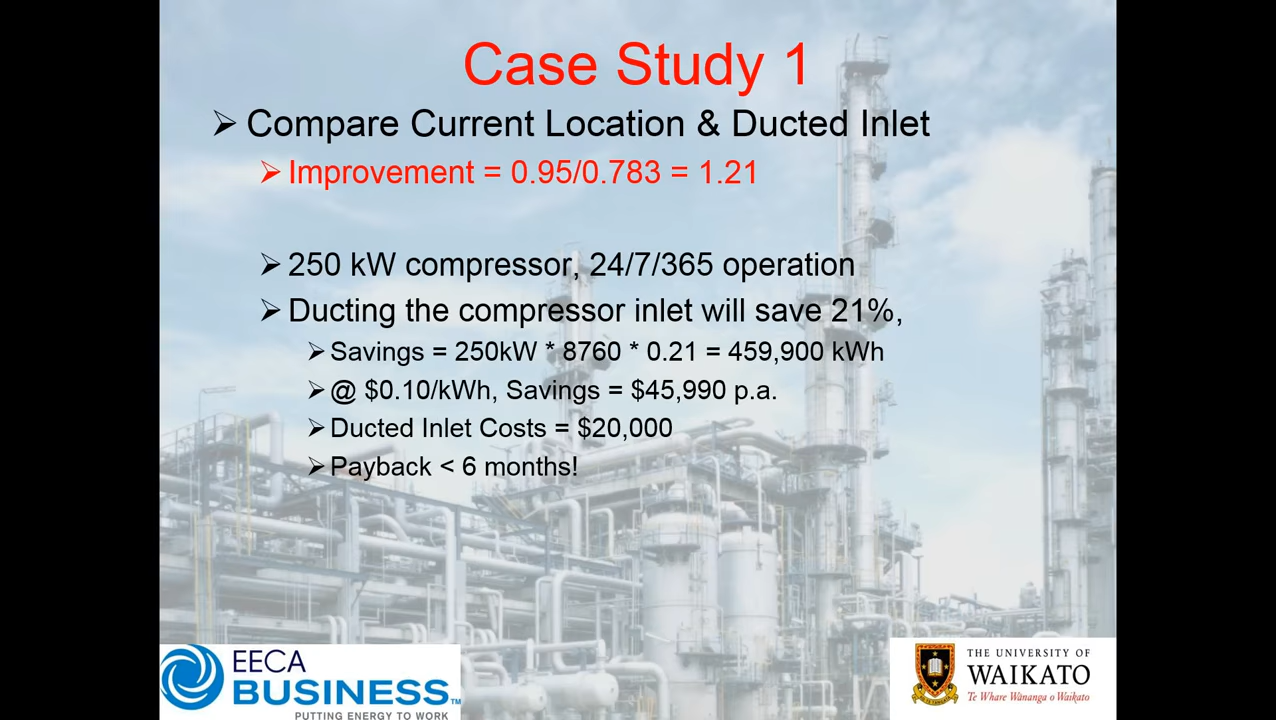 Case Study 1
Compare Current Location & Ducted Inlet
Improvement = 0.95/0.783 = 1.21
250 kW compressor, 24/7/365 operation
Ducting the compressor inlet will save 21%,
Savings = 250kW * 8760 * 0.21 = 459,900 kWh
@ $0.10/kWh, Savings = $45,990 p.a.
Ducted Inlet Costs = $20,000
Payback < 6 months!
EECA
BUSINESS™
PUTTING ENERGY TO WORK
THE UNIVERSITY OF
WAIKATO
Te Whare Wānanga o Waikato